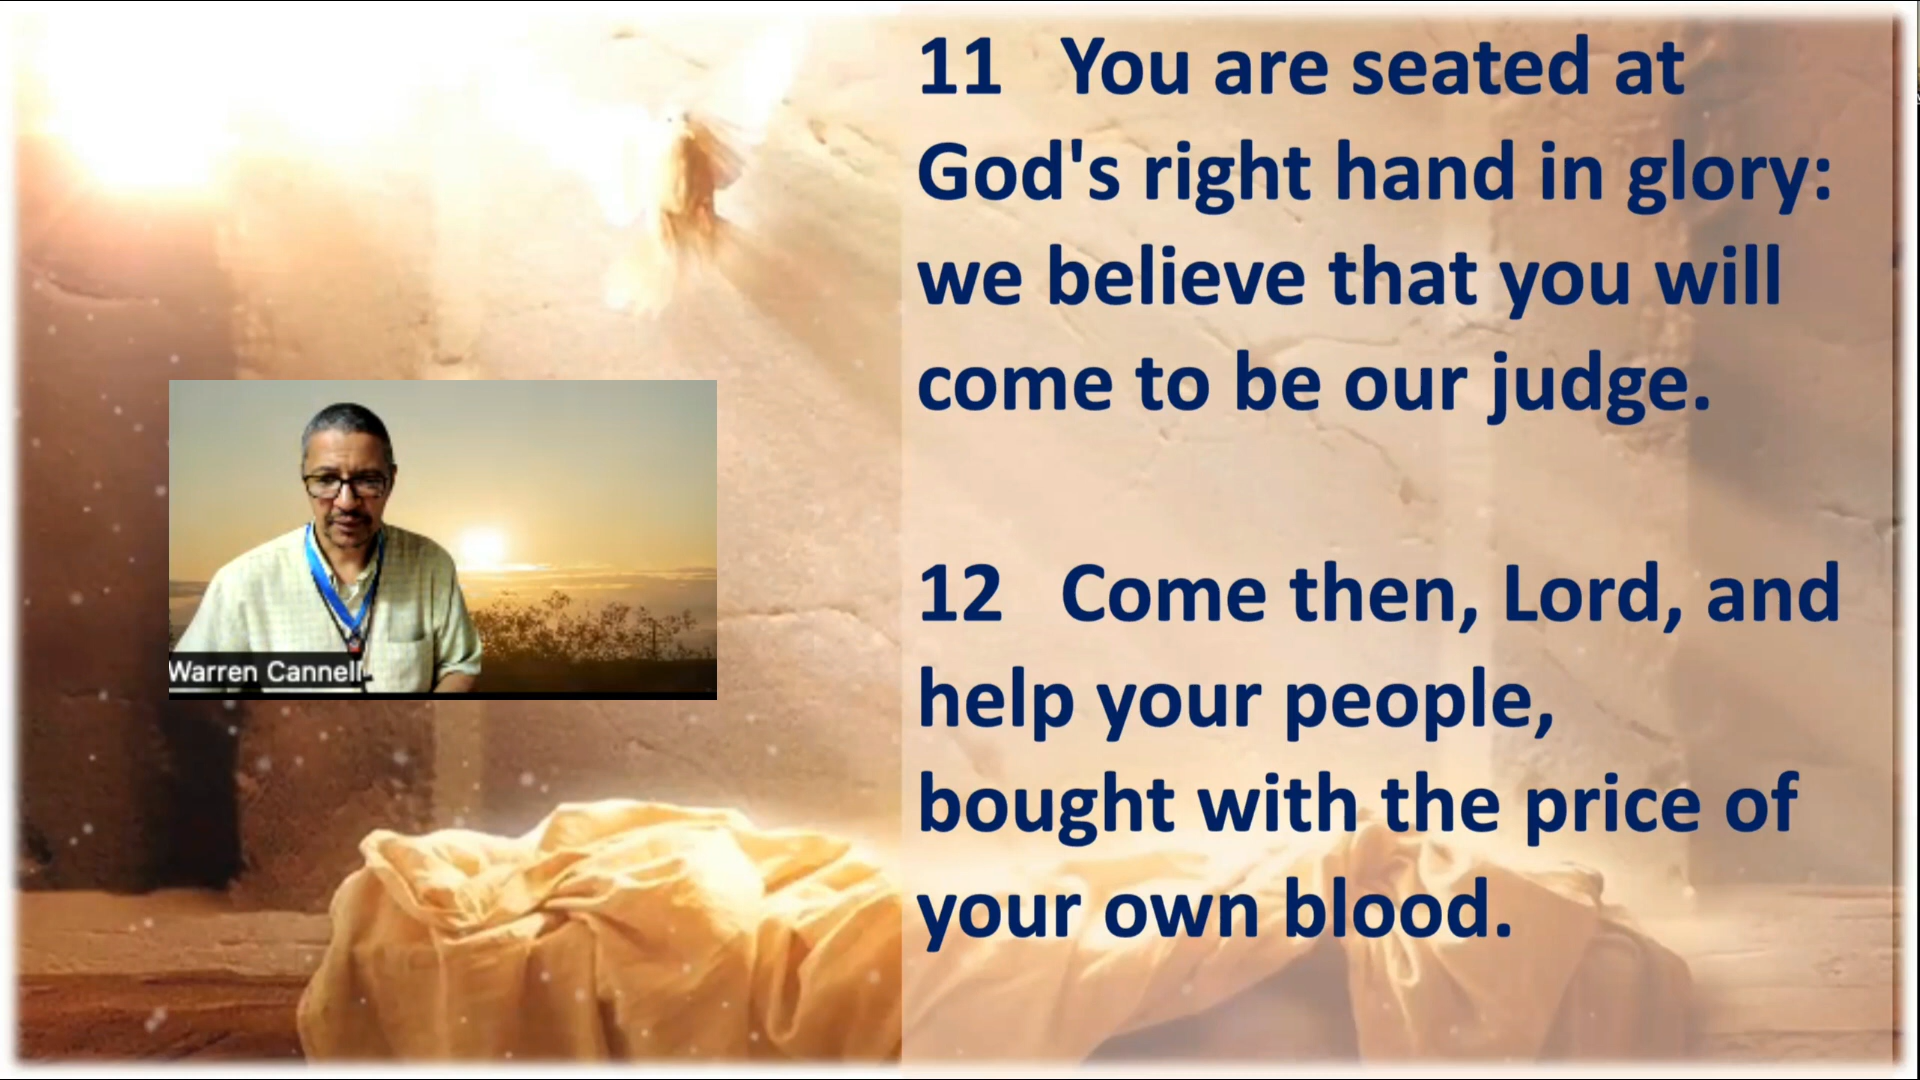 11 You are seated at
God's right hand in glory:
we believe that you will
come to be our judge.
12 Come then, Lord, and
help your people,
bought with the price of
your own blood.
Warren Cannell